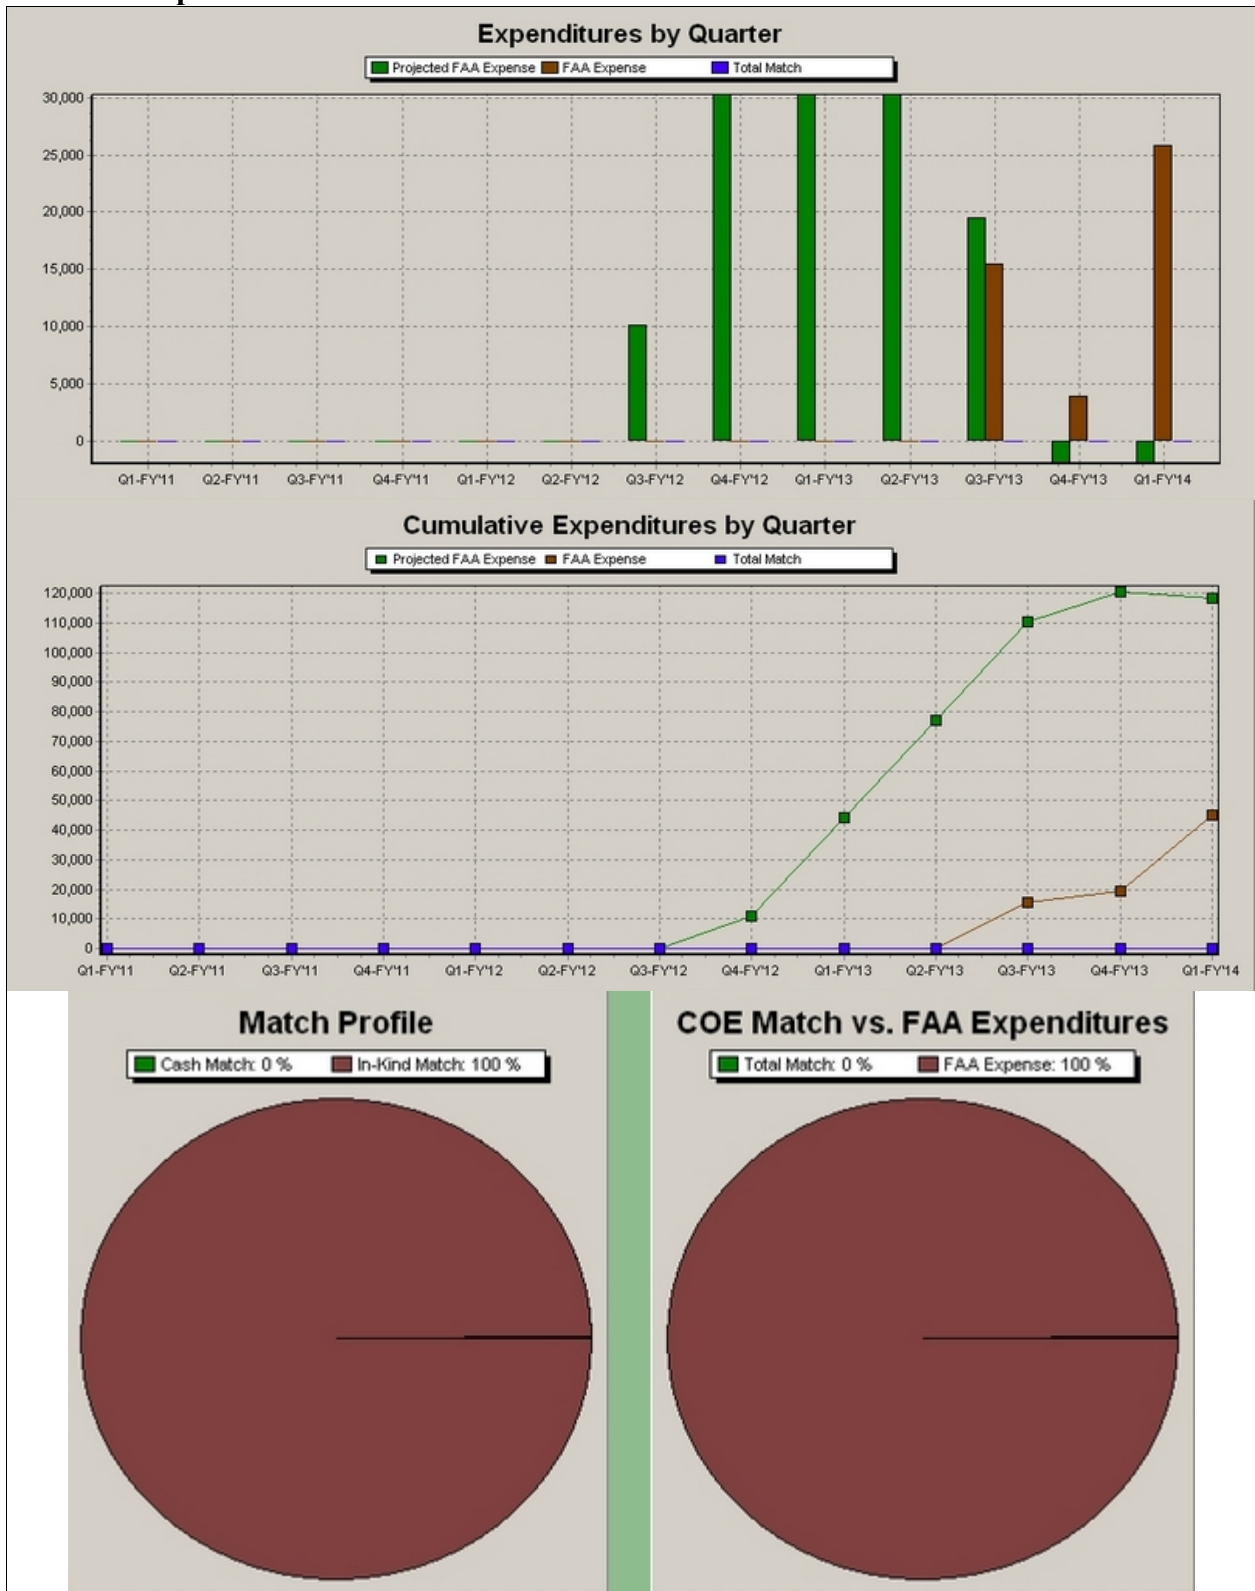 Expenditures by Quarter
Projected FAA Expense FAA Expense Total Match
30,000
25,000
20,000
15,000
10,000
5,000
0
Q1-FY'11 Q2-FY'11 Q3-FY'11 Q4-FY'11 Q1-FY'12 Q2-FY'12 Q3-FY'12 Q4-FY'12 Q1-FY'13 Q2-FY'13 Q3-FY'13 Q4-FY'13 Q1-FY'14
Cumulative Expenditures by Quarter
Projected FAA Expense FAA Expense Total Match
120,000
110,000
100,000
90,000
80,000
70,000
60,000
50,000
40,000
30,000
20,000
10,000
0
Q1-FY'11 Q2-FY'11 Q3-FY'11 Q4-FY'11 Q1-FY'12 Q2-FY'12 Q3-FY'12 Q4-FY'12 Q1-FY'13 Q2-FY'13 Q3-FY'13 Q4-FY'13 Q1-FY'14
Match Profile
Cash Match: 0 % In-Kind Match: 100 %
COE Match vs. FAA Expenditures
Total Match: 0 % FAA Expense: 100 %